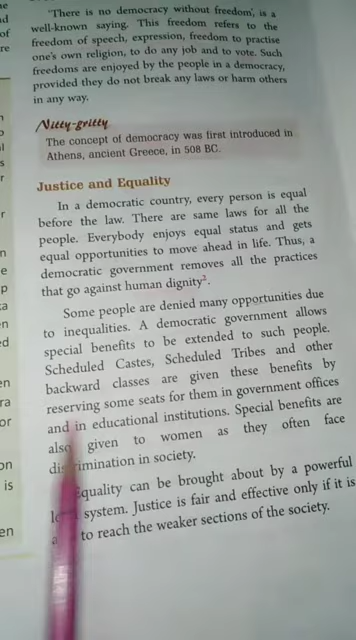 'There is no democracy without freedom', is a
well-known saying. This freedom refers to the
freedom of speech, expression, freedom to practise
one's own religion, to do any job and to vote. Such
freedoms are enjoyed by the people in a democracy,
provided they do not break any laws or harm others
in any way.
Nitty-gritty
The concept of democracy was first introduced in
Athens, ancient Greece, in 508 BC.
Justice and Equality
In a democratic country, every person is equal
before the law. There are same laws for all the
people. Everybody enjoys equal status and gets
equal opportunities to move ahead in life. Thus, a
democratic government removes all the practices
that go against human dignity².
Some people are denied many opportunities due
to inequalities. A democratic government allows
special benefits to be extended to such people.
Scheduled Castes, Scheduled Tribes and other
backward classes are given these benefits by
reserving some seats for them in government offices
and in educational institutions. Special benefits are
also given to women as they often face
discrimination in society.
Equality can be brought about by a powerful
system. Justice is fair and effective only if it is
to reach the weaker sections of the society.